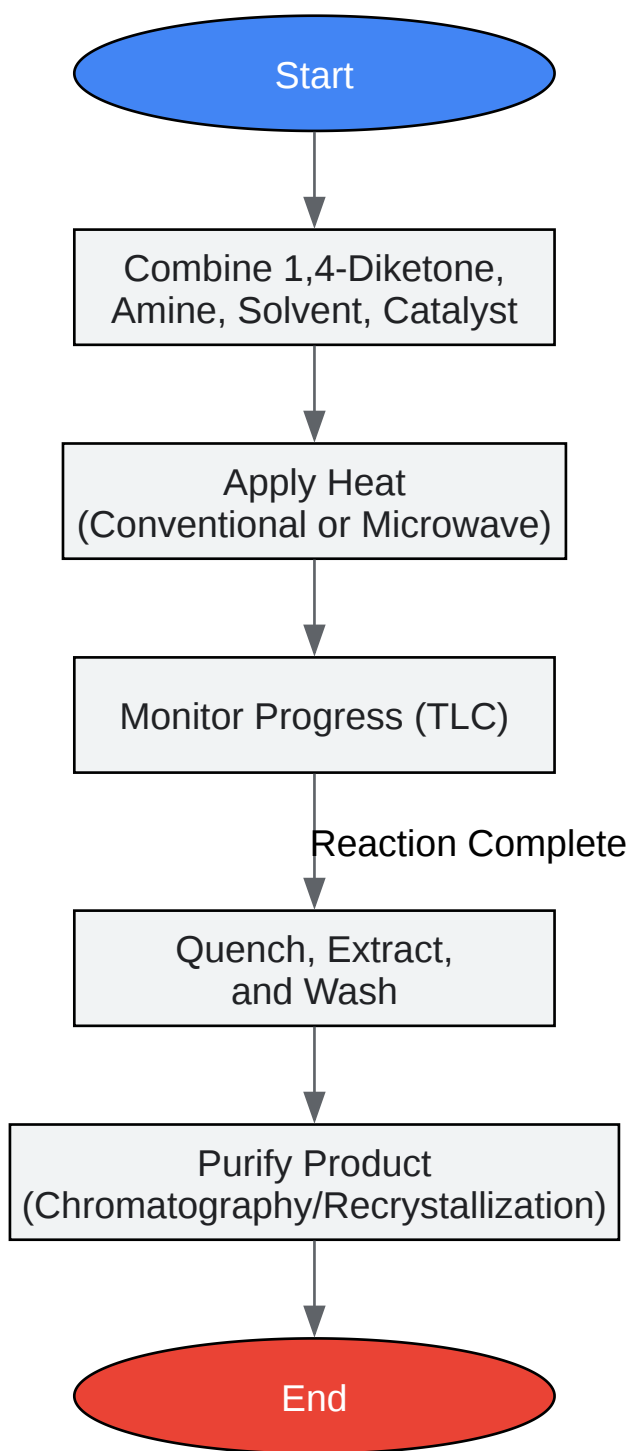 Start
Combine 1,4-Diketone,
Amine, Solvent, Catalyst
Apply Heat
(Conventional or Microwave)
Monitor Progress (TLC)
Reaction Complete
Quench, Extract,
and Wash
Purify Product
(Chromatography/Recrystallization)
End